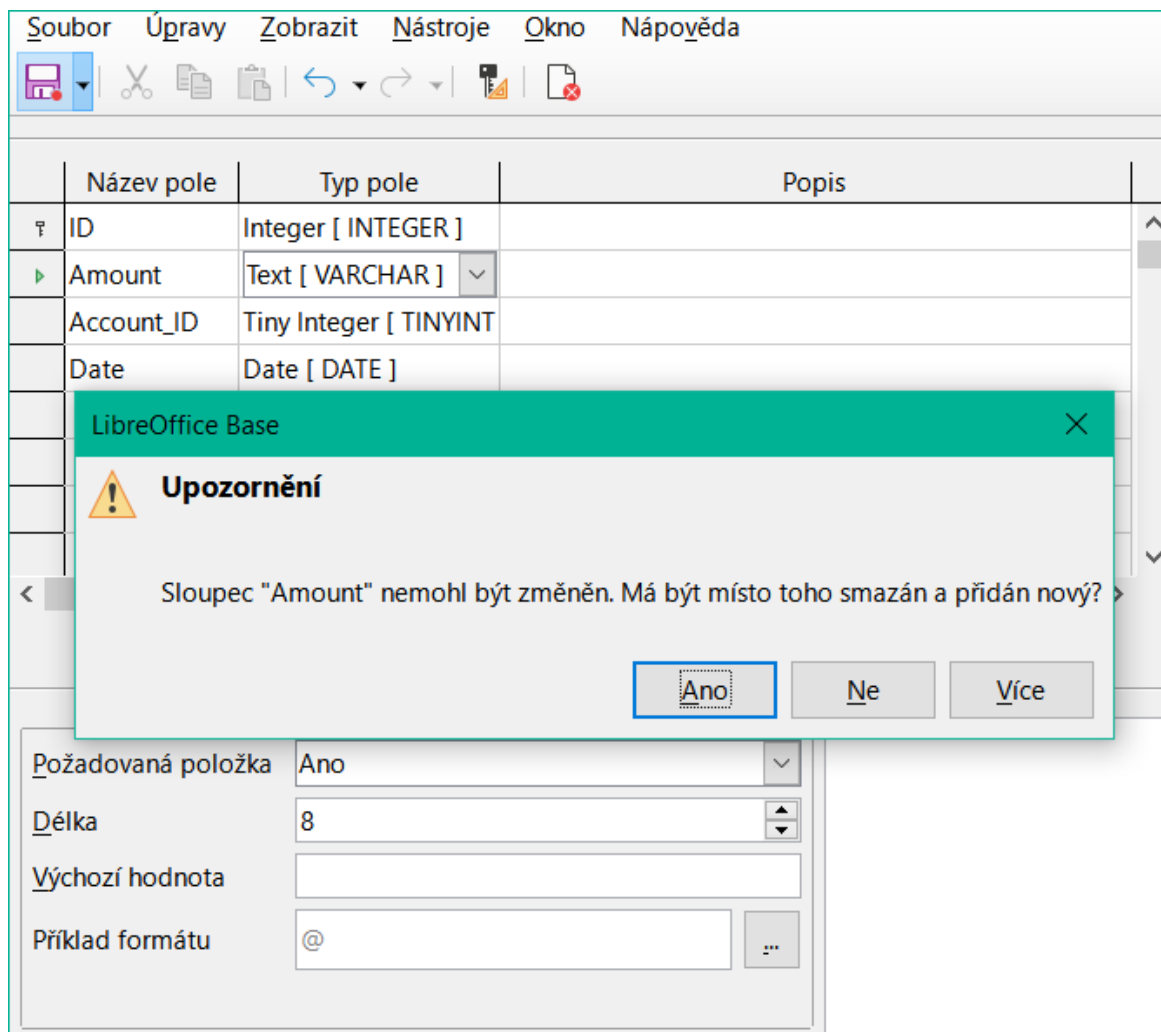 Soubor Úpravy Zobrazit Nástroje Okno Nápověda
Název pole Typ pole Popis
ID Integer [ INTEGER ]
Amount Text [ VARCHAR ]
Account_ID Tiny Integer [ TINYINT
Date Date [ DATE ]
LibreOffice Base
Upozornění
Sloupec "Amount" nemohl být změněn. Má být místo toho smazán a přidán nový?
Ano Ne Více
Požadovaná položka Ano
Délka 8
Výchozí hodnota
Příklad formátu @ ...